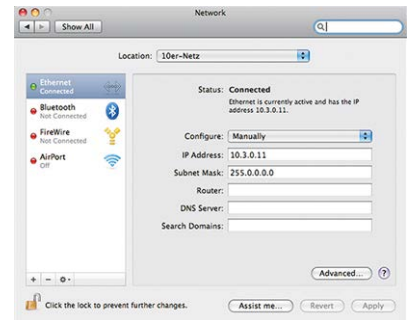 Network
Show All
Location: 10er-Netz
Ethernet
Connected
Bluetooth
Not Connected
FireWire
Not Connected
AirPort
Off
Status: Connected
Ethernet is currently active and has the IP
address 10.3.0.11.
Configure: Manually
IP Address: 10.3.0.11
Subnet Mask: 255.0.0.0
Router:
DNS Server:
Search Domains:
Advanced...
?
Click the lock to prevent further changes.
Assist me...
Revert
Apply